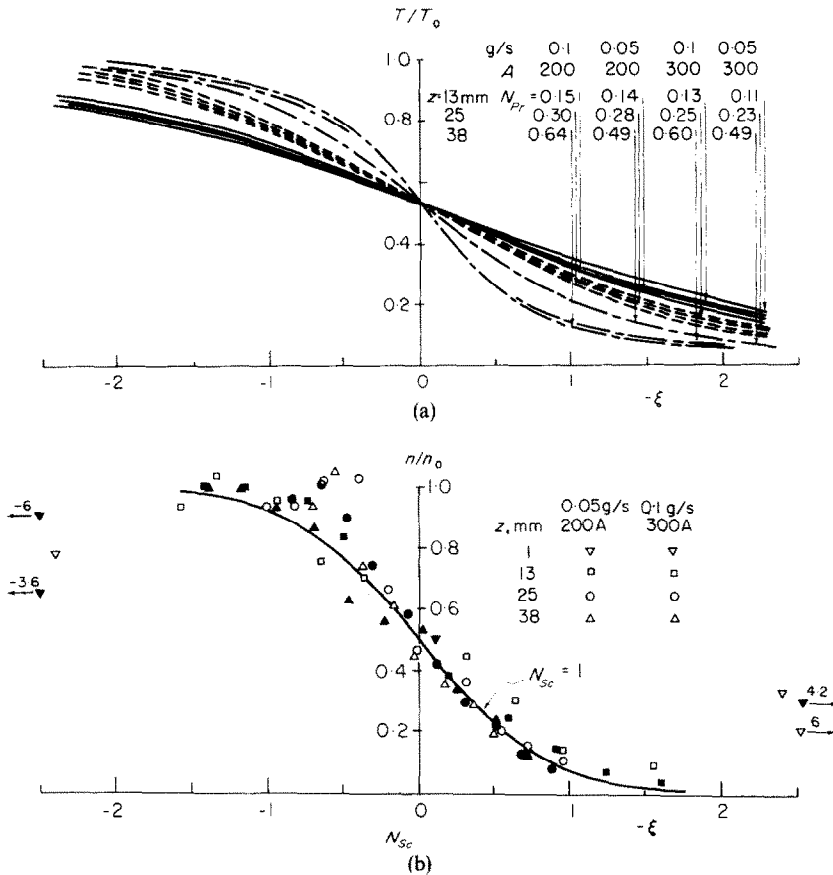 T/T₀
g/s 0·1 0·05 0·1 0·05
A 200 200 300 300
z=13mm N_Pr=0·15 0·14 0·13 0·11
25 0·30 0·28 0·25 0·23
38 0·64 0·49 0·60 0·49
1·0
0·8
0·4
0·2
-2 -1 0 1 2
-ξ
(a)
n/n₀
-6
-3·6
1·0
0·8
0·6
0·4
0·2
0·05g/s 0·1 g/s
z, mm 200A 300A
1
13
25
38
N_Sc = 1
4·2
6
-2 -1 0 1 2
N_Sc
-ξ
(b)